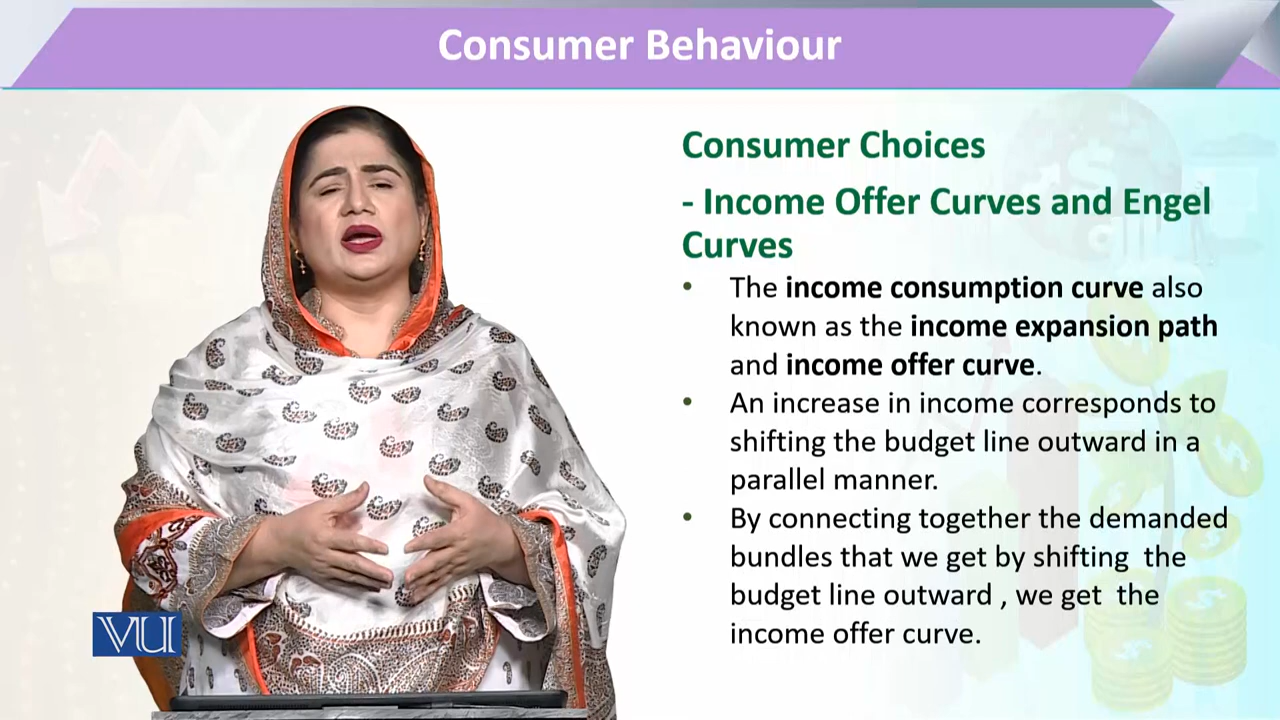 Consumer Behaviour
Consumer Choices
- Income Offer Curves and Engel
Curves
• The income consumption curve also
known as the income expansion path
and income offer curve.
• An increase in income corresponds to
shifting the budget line outward in a
parallel manner.
• By connecting together the demanded
bundles that we get by shifting  the
budget line outward , we get  the
income offer curve.
VU